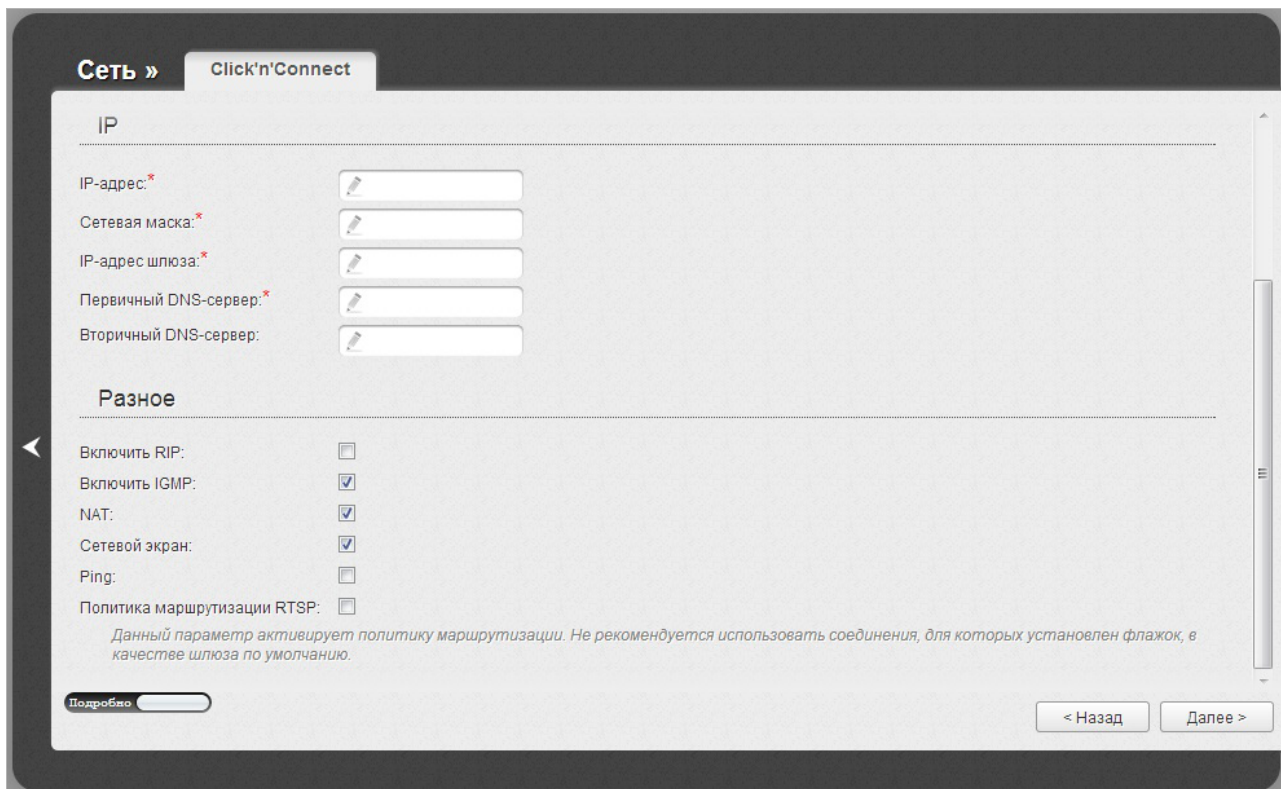 Сеть »
Click'n'Connect
IP
IP-адрес:*
Сетевая маска:*
IP-адрес шлюза:*
Первичный DNS-сервер:*
Вторичный DNS-сервер:
Разное
Включить RIP:
Включить IGMP:
NAT:
Сетевой экран:
Ping:
Политика маршрутизации RTSP:
Данный параметр активирует политику маршрутизации. Не рекомендуется использовать соединения, для которых установлен флажок, в
качестве шлюза по умолчанию.
Подробно
< Назад
Далее >